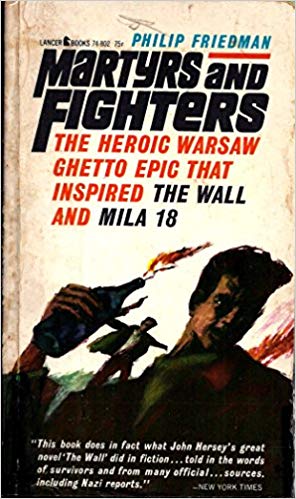 LANCER BOOKS 74-802 75¢ PHILIP FRIEDMAN
MARTYRS AND
FIGHTERS
THE HEROIC WARSAW
GHETTO EPIC THAT
INSPIRED THE WALL
AND MILA 18
"This book does in fact what John Hersey's great
novel 'The Wall' did in fiction...told in the words
of survivors and from many official...sources,
including Nazi reports."
—NEW YORK TIMES